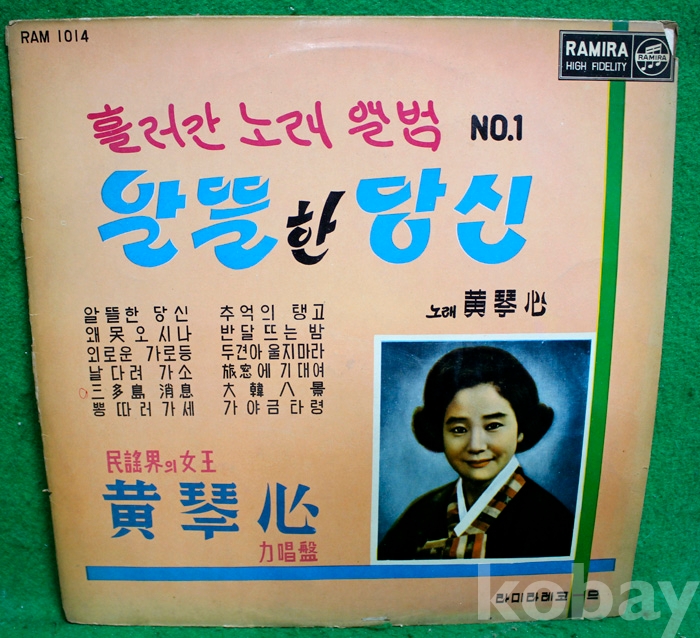 RAM 1014
RAMIRA
HIGH FIDELITY
RAMIRA
흘러간 노래 앨범 NO.1
알뜰한 당신
노래 黄琴心
알뜰한 당신 추억의 탱고
왜 못 오시나 반달 뜨는 밤
외로운 가로등 두견아 울지마라
날 다려 가소 旅窓에 기대여
三多島 消息 大韓八景
뽕 따러 가세 가야금 타령
民謠界의 女王
黄琴心
力唱盤
라미라레코ー드
kobay